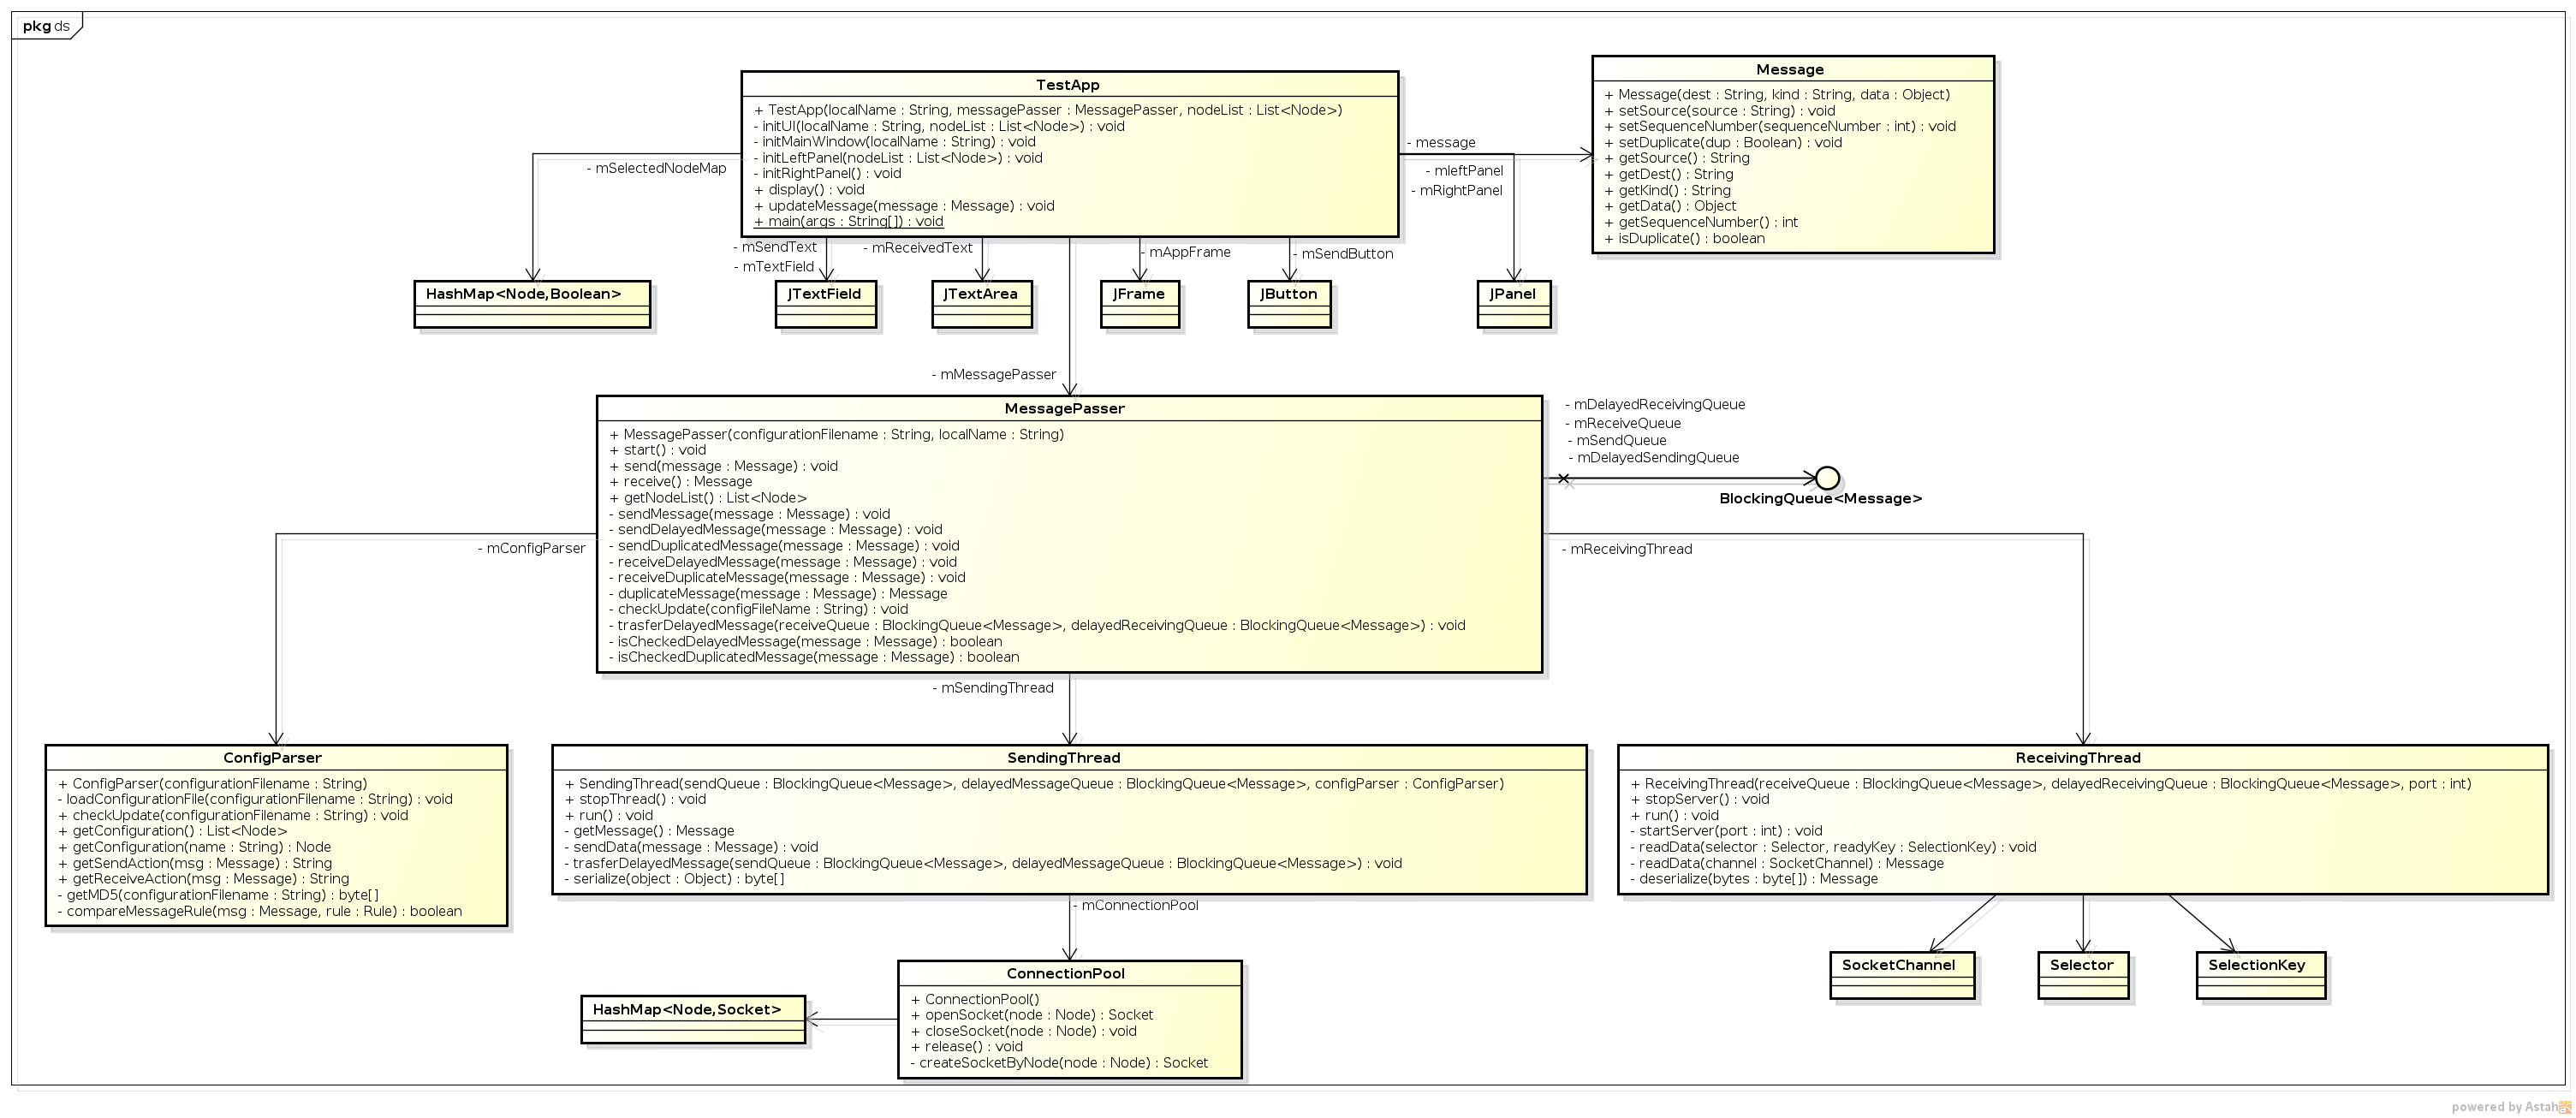 pkg ds
TestApp
+ TestApp(localName : String, messagePasser : MessagePasser, nodeList : List<Node>)
- initUI(localName : String, nodeList : List<Node>) : void
- initMainWindow(localName : String) : void
- initLeftPanel(nodeList : List<Node>) : void
- initRightPanel() : void
+ display() : void
+ updateMessage(message : Message) : void
+ main(args : String[]) : void
Message
+ Message(dest : String, kind : String, data : Object)
+ setSource(source : String) : void
+ setSequenceNumber(sequenceNumber : int) : void
+ setDuplicate(dup : Boolean) : void
+ getSource() : String
+ getDest() : String
+ getKind() : String
+ getData() : Object
+ getSequenceNumber() : int
+ isDuplicate() : boolean
- message
- mleftPanel
- mRightPanel
- mSelectedNodeMap
- mSendText
- mTextField
- mReceivedText
- mAppFrame
- mSendButton
HashMap<Node,Boolean>
JTextField
JTextArea
JFrame
JButton
JPanel
- mMessagePasser
MessagePasser
+ MessagePasser(configurationFilename : String, localName : String)
+ start() : void
+ send(message : Message) : void
+ receive() : Message
+ getNodeList() : List<Node>
- sendMessage(message : Message) : void
- sendDelayedMessage(message : Message) : void
- sendDuplicatedMessage(message : Message) : void
- receiveDelayedMessage(message : Message) : void
- receiveDuplicateMessage(message : Message) : void
- duplicateMessage(message : Message) : Message
- checkUpdate(configFileName : String) : void
- trasferDelayedMessage(receiveQueue : BlockingQueue<Message>, delayedReceivingQueue : BlockingQueue<Message>) : void
- isCheckedDelayedMessage(message : Message) : boolean
- isCheckedDuplicatedMessage(message : Message) : boolean
- mDelayedReceivingQueue
- mReceiveQueue
- mSendQueue
- mDelayedSendingQueue
BlockingQueue<Message>
- mConfigParser
- mReceivingThread
- mSendingThread
ConfigParser
+ ConfigParser(configurationFilename : String)
- loadConfigurationFile(configurationFilename : String) : void
+ checkUpdate(configurationFilename : String) : void
+ getConfiguration() : List<Node>
+ getConfiguration(name : String) : Node
+ getSendAction(msg : Message) : String
+ getReceiveAction(msg : Message) : String
- getMD5(configurationFilename : String) : byte[]
- compareMessageRule(msg : Message, rule : Rule) : boolean
SendingThread
+ SendingThread(sendQueue : BlockingQueue<Message>, delayedMessageQueue : BlockingQueue<Message>, configParser : ConfigParser)
+ stopThread() : void
+ run() : void
- getMessage() : Message
- sendData(message : Message) : void
- trasferDelayedMessage(sendQueue : BlockingQueue<Message>, delayedMessageQueue : BlockingQueue<Message>) : void
- serialize(object : Object) : byte[]
ReceivingThread
+ ReceivingThread(receiveQueue : BlockingQueue<Message>, delayedReceivingQueue : BlockingQueue<Message>, port : int)
+ stopServer() : void
+ run() : void
- startServer(port : int) : void
- readData(selector : Selector, readyKey : SelectionKey) : void
- readData(channel : SocketChannel) : Message
- deserialize(bytes : byte[]) : Message
- mConnectionPool
SocketChannel
Selector
SelectionKey
ConnectionPool
+ ConnectionPool()
+ openSocket(node : Node) : Socket
+ closeSocket(node : Node) : void
+ release() : void
- createSocketByNode(node : Node) : Socket
HashMap<Node,Socket>
powered by Astah